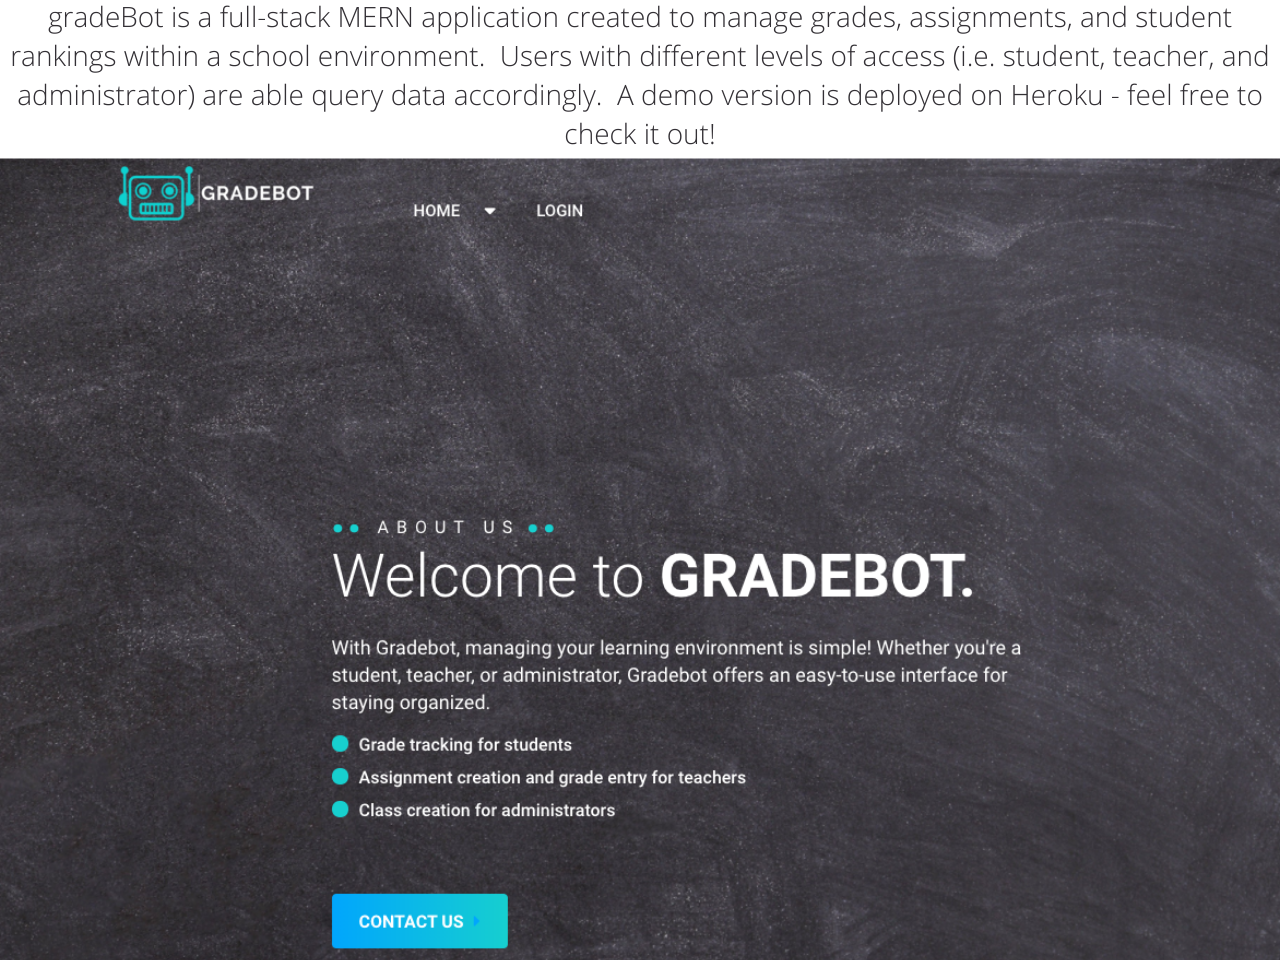 gradeBot is a full-stack MERN application created to manage grades, assignments, and student
rankings within a school environment.  Users with different levels of access (i.e. student, teacher, and
administrator) are able query data accordingly.  A demo version is deployed on Heroku - feel free to
check it out!
GRADEBOT
HOME LOGIN
ABOUT US
Welcome to GRADEBOT.
With Gradebot, managing your learning environment is simple! Whether you're a
student, teacher, or administrator, Gradebot offers an easy-to-use interface for
staying organized.
Grade tracking for students
Assignment creation and grade entry for teachers
Class creation for administrators
CONTACT US